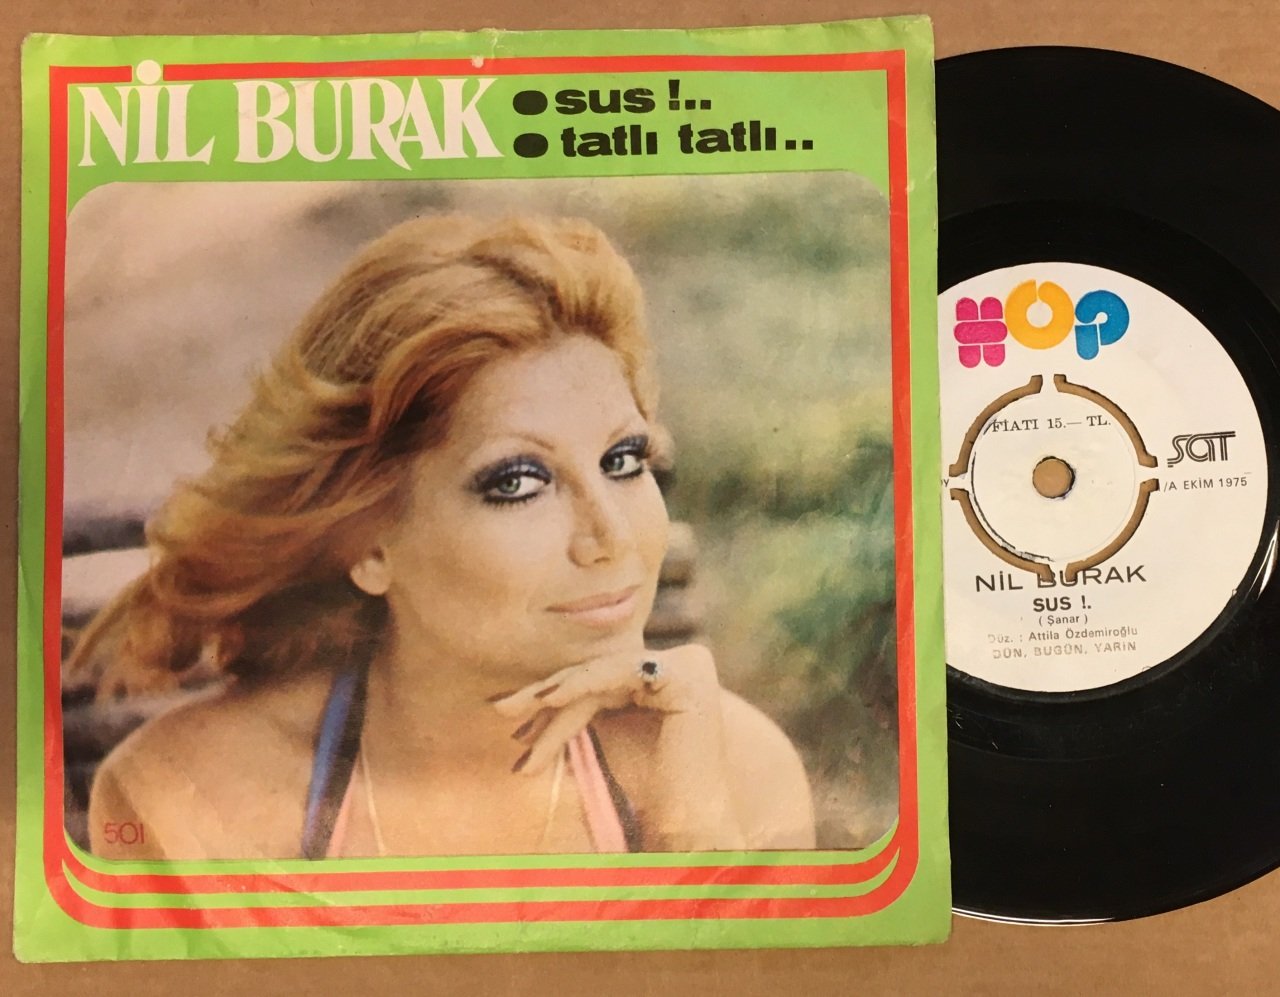 NİL BURAK
● sus !..
● tatlı tatlı..
501
HOP
FİATI 15.— TL.
ŞAT
/A EKİM 1975
NİL BURAK
SUS !.
( Şanar )
Düz. : Attila Özdemiroğlu
DÜN, BUGÜN, YARIN